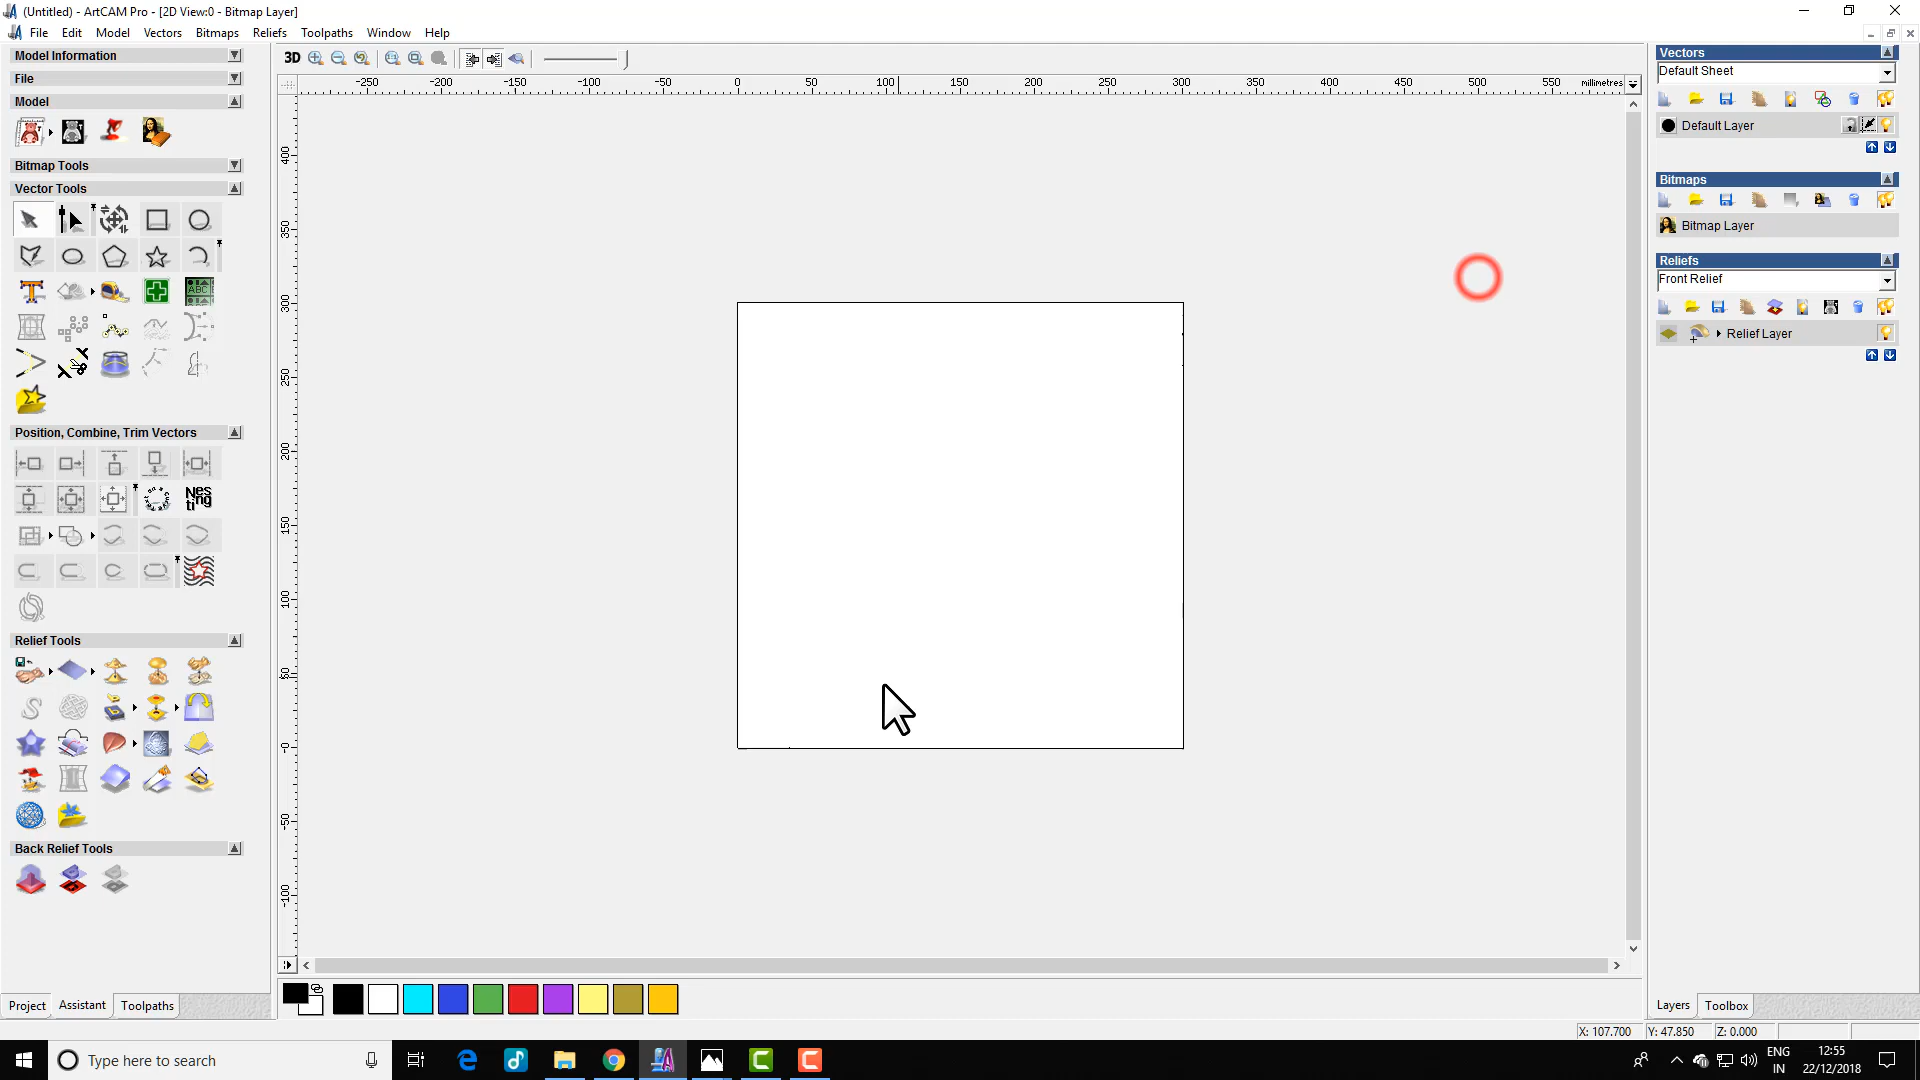 (Untitled) - ArtCAM Pro - [2D View:0 - Bitmap Layer]
File Edit Model Vectors Bitmaps Reliefs Toolpaths Window Help
Model Information
File
Model
Bitmap Tools
Vector Tools
T
ABC
Position, Combine, Trim Vectors
Nes
ting
Relief Tools
Back Relief Tools
Project Assistant Toolpaths
3D
-250 -200 -150 -100 -50 0 50 100 150 200 250 300 350 400 450 500 550 millimetres
400
350
300
250
200
150
100
50
-0
-50
-100
Vectors
Default Sheet
Default Layer
Bitmaps
Bitmap Layer
Reliefs
Front Relief
Relief Layer
Layers Toolbox
X: 107.700 Y: 47.850 Z: 0.000
Type here to search
ENG
IN
12:55
22/12/2018